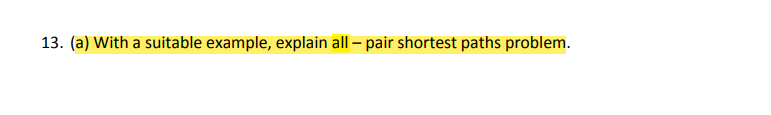 13. (a) With a suitable example, explain all – pair shortest paths problem.